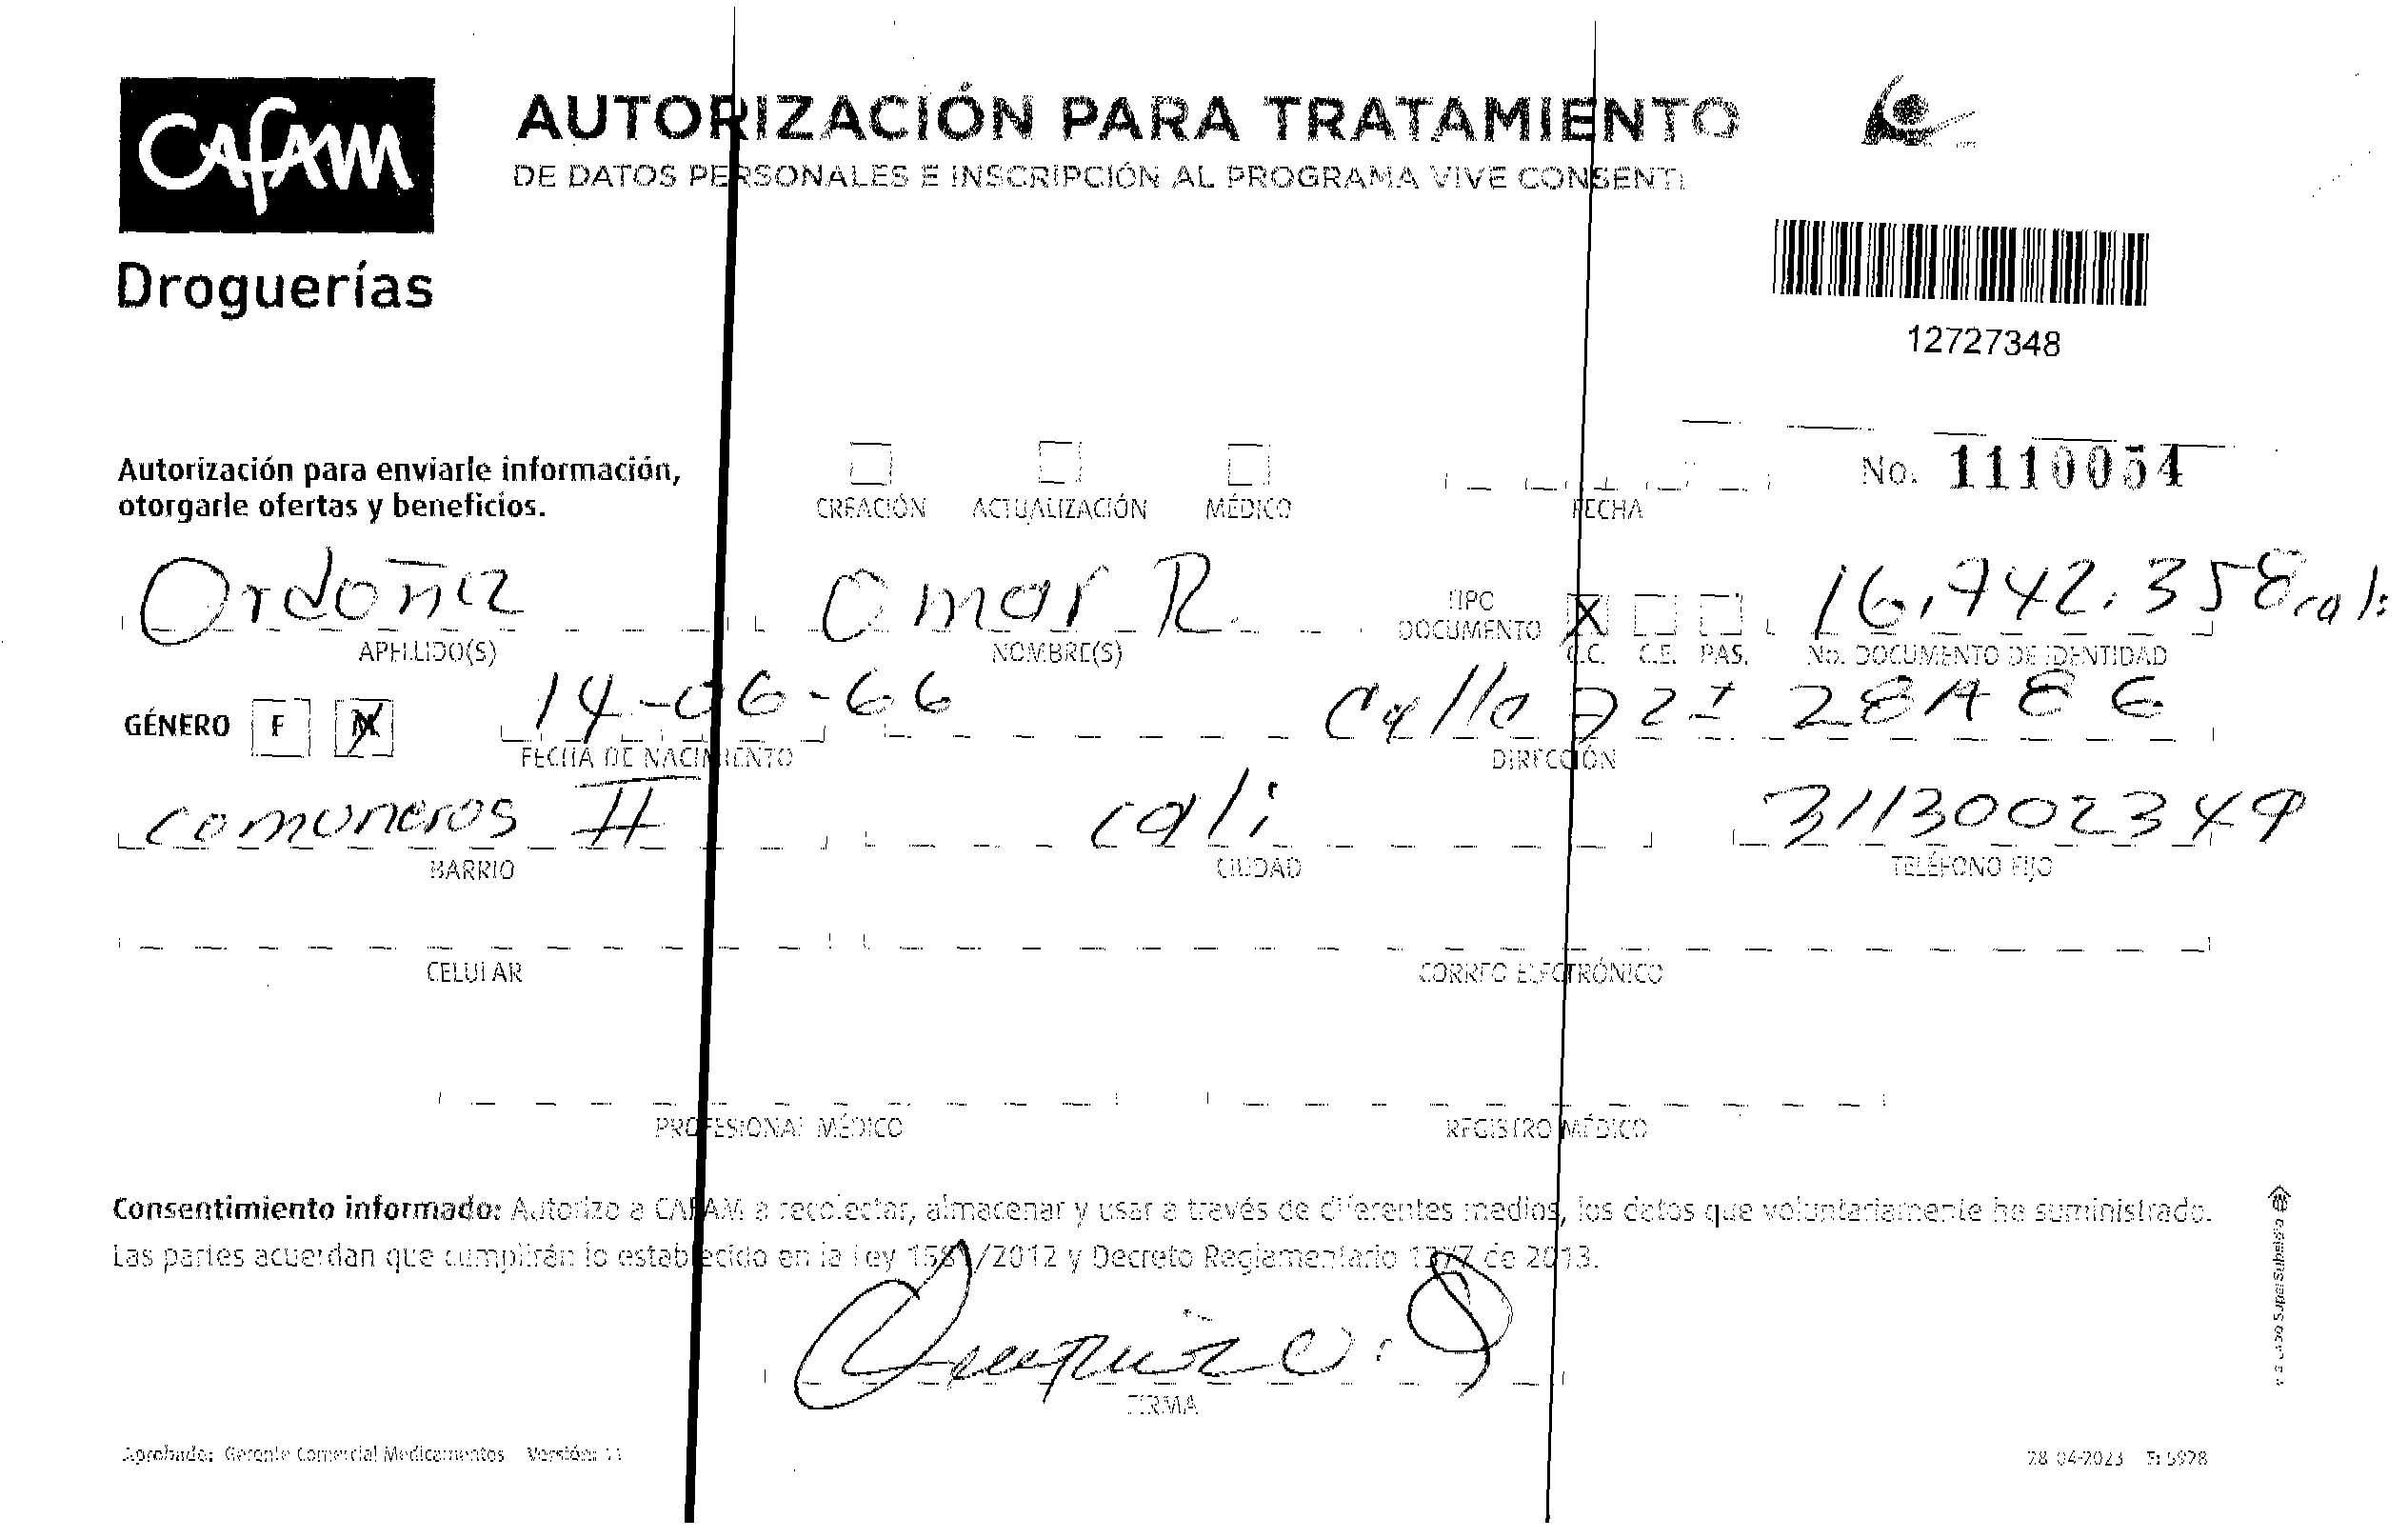 CAFAM
Droguerías
AUTORIZACIÓN PARA TRATAMIENTO
DE DATOS PERSONALES E INSCRIPCIÓN AL PROGRAMA VIVE CONSENTI
12727348
Autorización para enviarle información,
otorgarle ofertas y beneficios.
CREACIÓN ACTUALIZACIÓN MÉDICO FECHA No. 1110054
Ordoñez Omar R. TIPO DOCUMENTO X 16.742.358 cali
APELLIDO(S) NOMBRE(S) C.C. C.E. PAS. No. DOCUMENTO DE IDENTIDAD
GÉNERO F M X 14-06-66 Calle 72 I 28A86
FECHA DE NACIMIENTO DIRECCIÓN
comuneros II cali 3113002349
BARRIO CIUDAD TELÉFONO FIJO
CELULAR CORREO ELECTRÓNICO
PROFESIONAL MÉDICO REGISTRO MÉDICO
Consentimiento informado: Autorizo a CAFAM a recolectar, almacenar y usar a través de diferentes medios, los datos que voluntariamente he suministrado.
Las partes acuerdan que cumplirán lo establecido en la Ley 1581/2012 y Decreto Reglamentario 1377 de 2013.
FIRMA
Aprobado: Gerente Comercial Medicamentos Versión: 11
28-04-2023 5928
SuperSubsidio